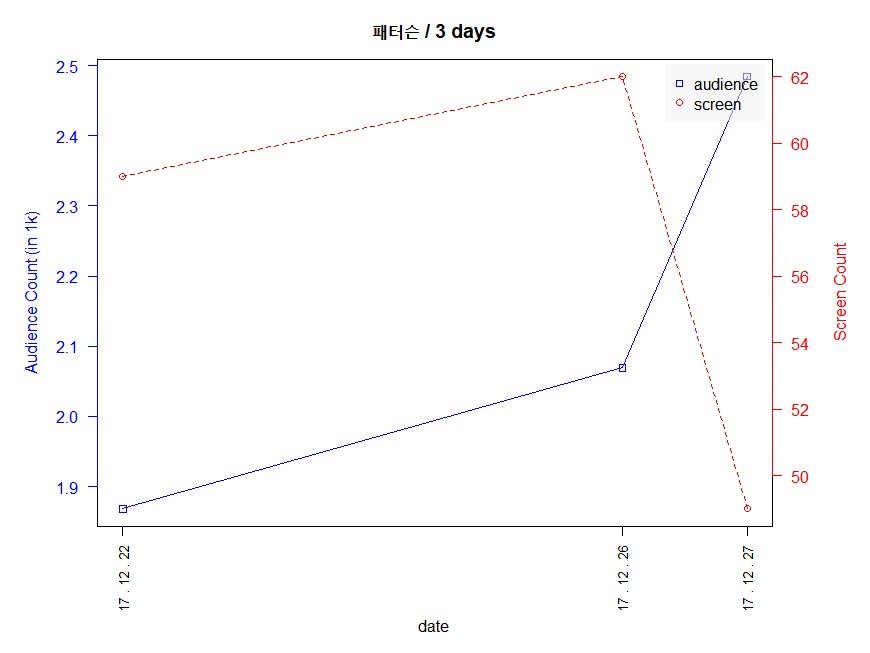 패터슨 / 3 days
2.5
2.4
2.3
2.2
2.1
2.0
1.9
Audience Count (in 1k)
audience
screen
62
60
58
56
54
52
50
Screen Count
17 . 12 . 22
17 . 12 . 26
17 . 12 . 27
date